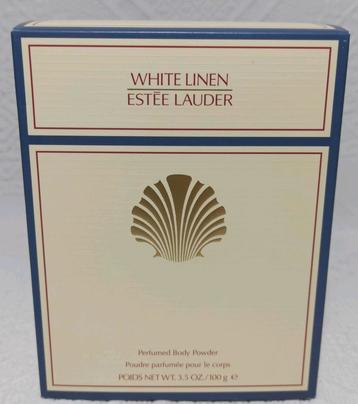 WHITE LINEN
ESTĒE LAUDER
Perfumed Body Powder
Poudre parfumée pour le corps
POIDS NET WT. 3.5 OZ./100 g ℮